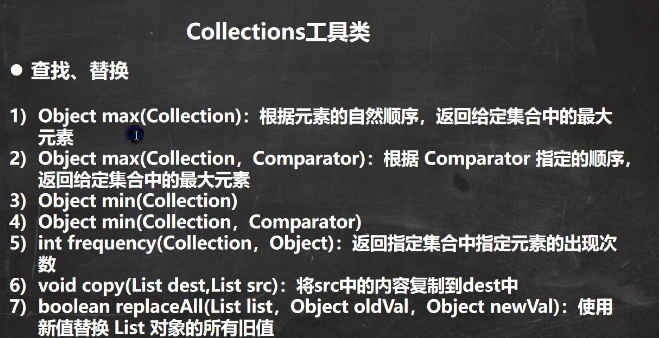 Collections工具类
● 查找、替换
1) Object max(Collection)：根据元素的自然顺序，返回给定集合中的最大
元素
2) Object max(Collection，Comparator)：根据 Comparator 指定的顺序，
返回给定集合中的最大元素
3) Object min(Collection)
4) Object min(Collection，Comparator)
5) int frequency(Collection，Object)：返回指定集合中指定元素的出现次
数
6) void copy(List dest,List src)：将src中的内容复制到dest中
7) boolean replaceAll(List list，Object oldVal，Object newVal)：使用
新值替换 List 对象的所有旧值